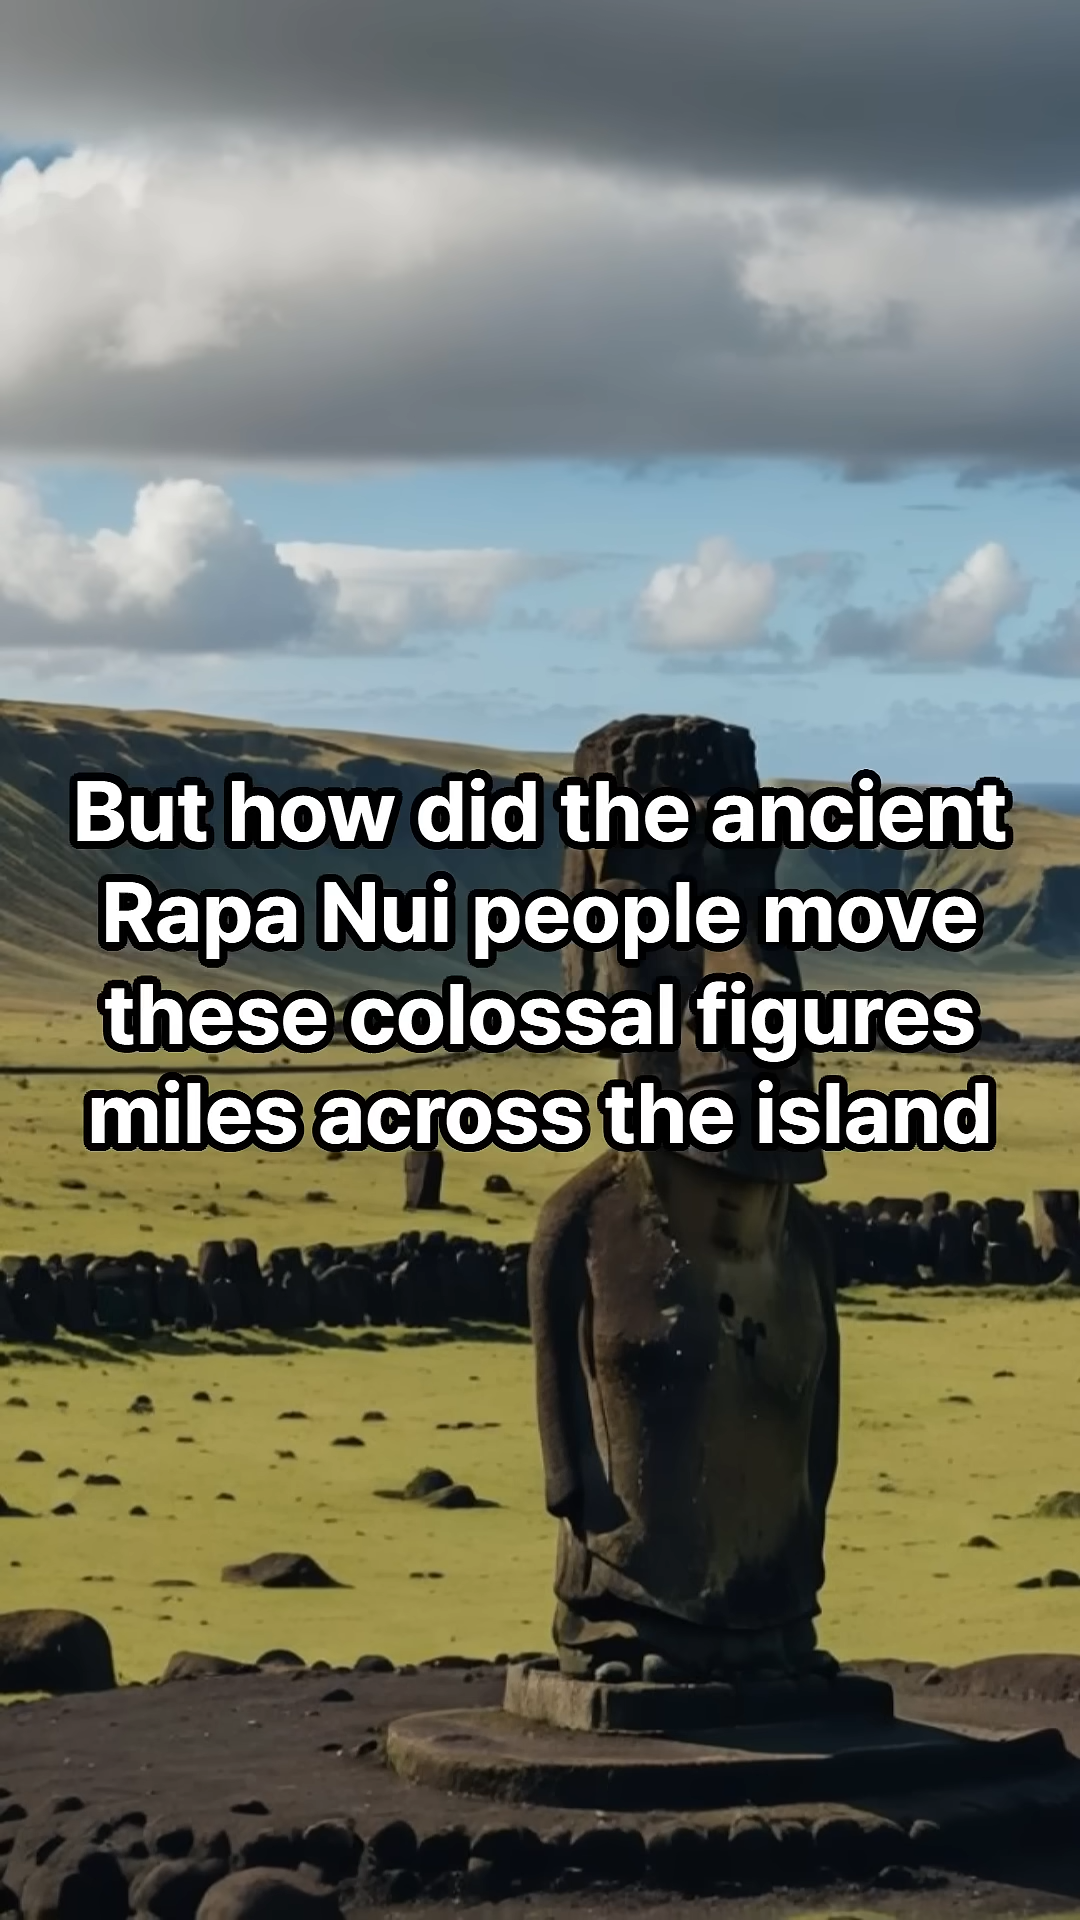 But how did the ancient
Rapa Nui people move
these colossal figures
miles across the island